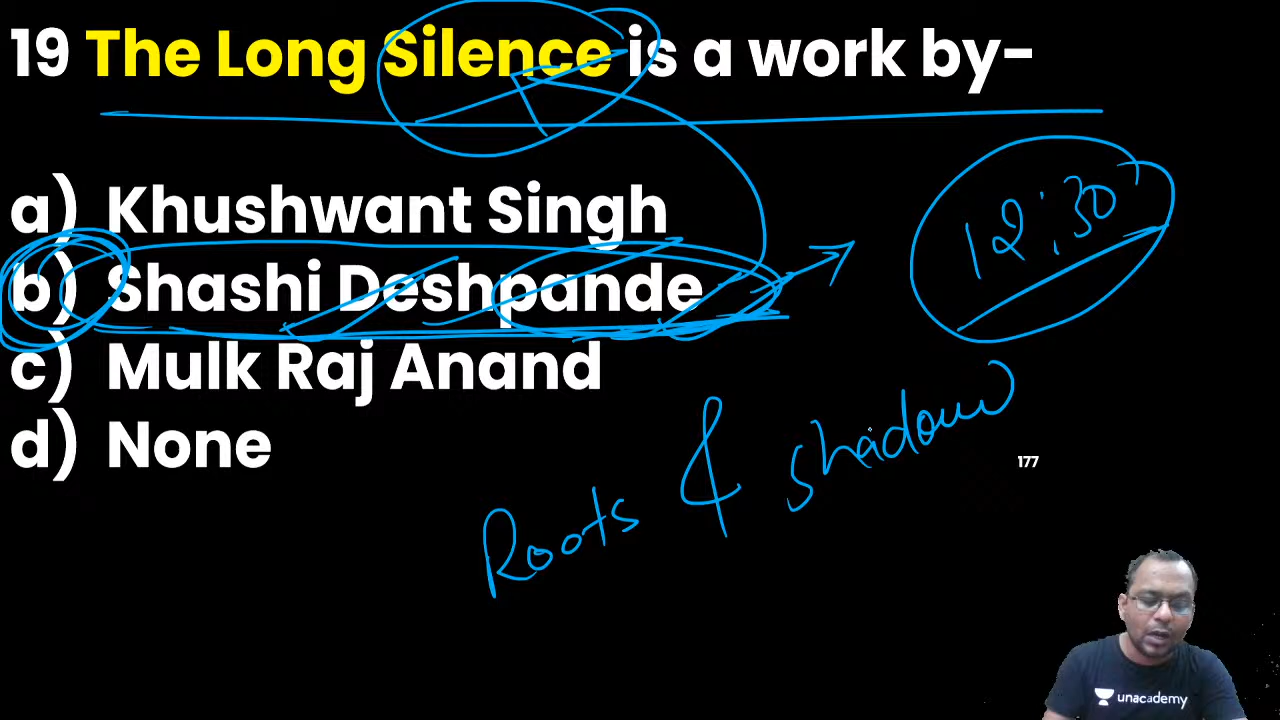 19 The Long Silence is a work by-
a) Khushwant Singh
12:30
b) Shashi Deshpande
c) Mulk Raj Anand
d) None
Roots & shadow
177
unacademy